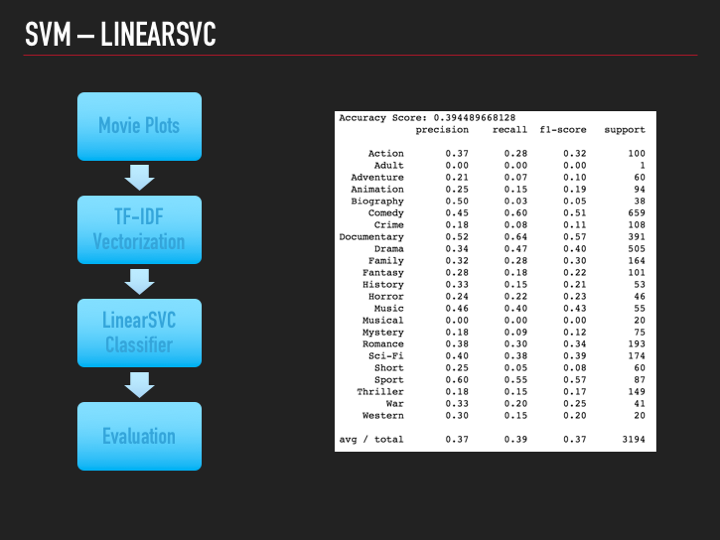 SVM – LINEARSVC
Movie Plots
TF-IDF
Vectorization
LinearSVC
Classifier
Evaluation
Accuracy Score: 0.394489668128
precision recall f1-score support
Action 0.37 0.28 0.32 100
Adult 0.00 0.00 0.00 1
Adventure 0.21 0.07 0.10 60
Animation 0.25 0.15 0.19 94
Biography 0.50 0.03 0.05 38
Comedy 0.45 0.60 0.51 659
Crime 0.18 0.08 0.11 108
Documentary 0.52 0.64 0.57 391
Drama 0.34 0.47 0.40 505
Family 0.32 0.28 0.30 164
Fantasy 0.28 0.18 0.22 101
History 0.33 0.15 0.21 53
Horror 0.24 0.22 0.23 46
Music 0.46 0.40 0.43 55
Musical 0.00 0.00 0.00 20
Mystery 0.18 0.09 0.12 75
Romance 0.38 0.30 0.34 193
Sci-Fi 0.40 0.38 0.39 174
Short 0.25 0.05 0.08 60
Sport 0.60 0.55 0.57 87
Thriller 0.18 0.15 0.17 149
War 0.33 0.20 0.25 41
Western 0.30 0.15 0.20 20
avg / total 0.37 0.39 0.37 3194